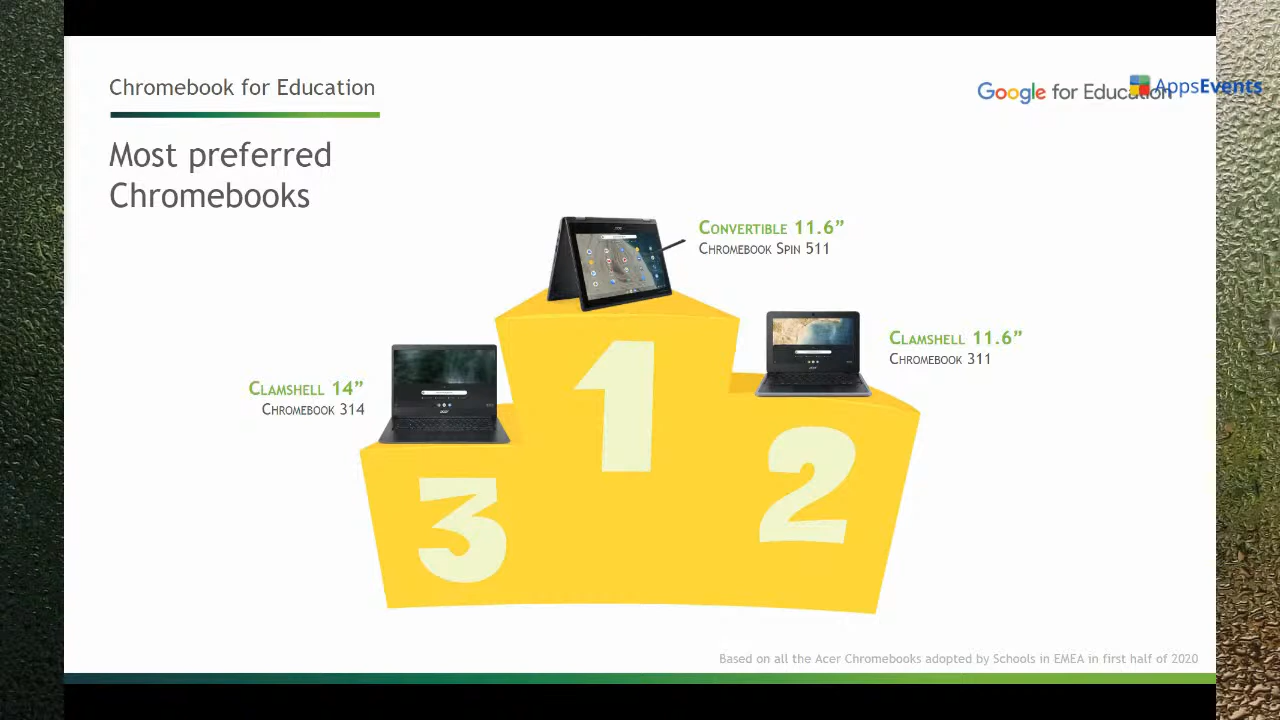 Chromebook for Education
Google for Education
AppsEvents
Most preferred
Chromebooks
CONVERTIBLE 11.6”
CHROMEBOOK SPIN 511
CLAMSHELL 11.6”
CHROMEBOOK 311
CLAMSHELL 14”
CHROMEBOOK 314
acer
acer
1
2
3
Based on all the Acer Chromebooks adopted by Schools in EMEA in first half of 2020